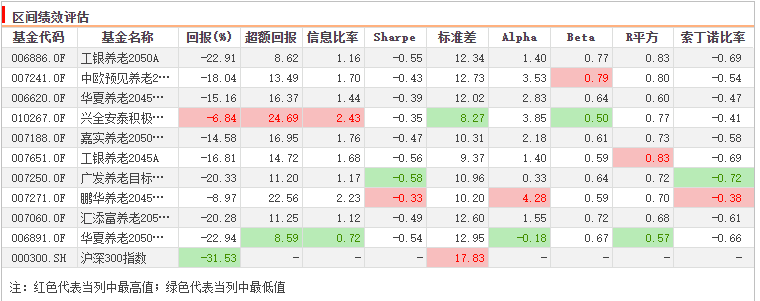 区间绩效评估
基金代码 基金名称 回报(%) 超额回报 信息比率 Sharpe 标准差 Alpha Beta R平方 索丁诺比率
006886.OF 工银养老2050A -22.91 8.62 1.16 -0.55 12.34 1.40 0.77 0.83 -0.69
007241.OF 中欧预见养老2… -18.04 13.49 1.70 -0.43 12.73 3.53 0.79 0.80 -0.54
006620.OF 华夏养老2045… -15.16 16.37 1.44 -0.39 12.02 2.83 0.64 0.60 -0.47
010267.OF 兴全安泰积极… -6.84 24.69 2.43 -0.35 8.27 3.85 0.50 0.77 -0.41
007188.OF 嘉实养老2050… -14.58 16.95 1.76 -0.47 10.31 2.18 0.61 0.73 -0.58
007651.OF 工银养老2045A -16.81 14.72 1.68 -0.56 9.37 1.40 0.59 0.83 -0.69
007250.OF 广发养老目标… -20.33 11.20 1.17 -0.58 10.96 0.33 0.64 0.72 -0.72
007271.OF 鹏华养老2045… -8.97 22.56 2.23 -0.33 10.20 4.28 0.59 0.70 -0.38
007060.OF 汇添富养老205… -20.28 11.25 1.12 -0.49 12.60 1.55 0.72 0.68 -0.61
006891.OF 华夏养老2050… -22.94 8.59 0.72 -0.54 12.95 -0.18 0.67 0.57 -0.66
000300.SH 沪深300指数 -31.53 - - - 17.83 - - - -
注：红色代表当列中最高值；绿色代表当列中最低值